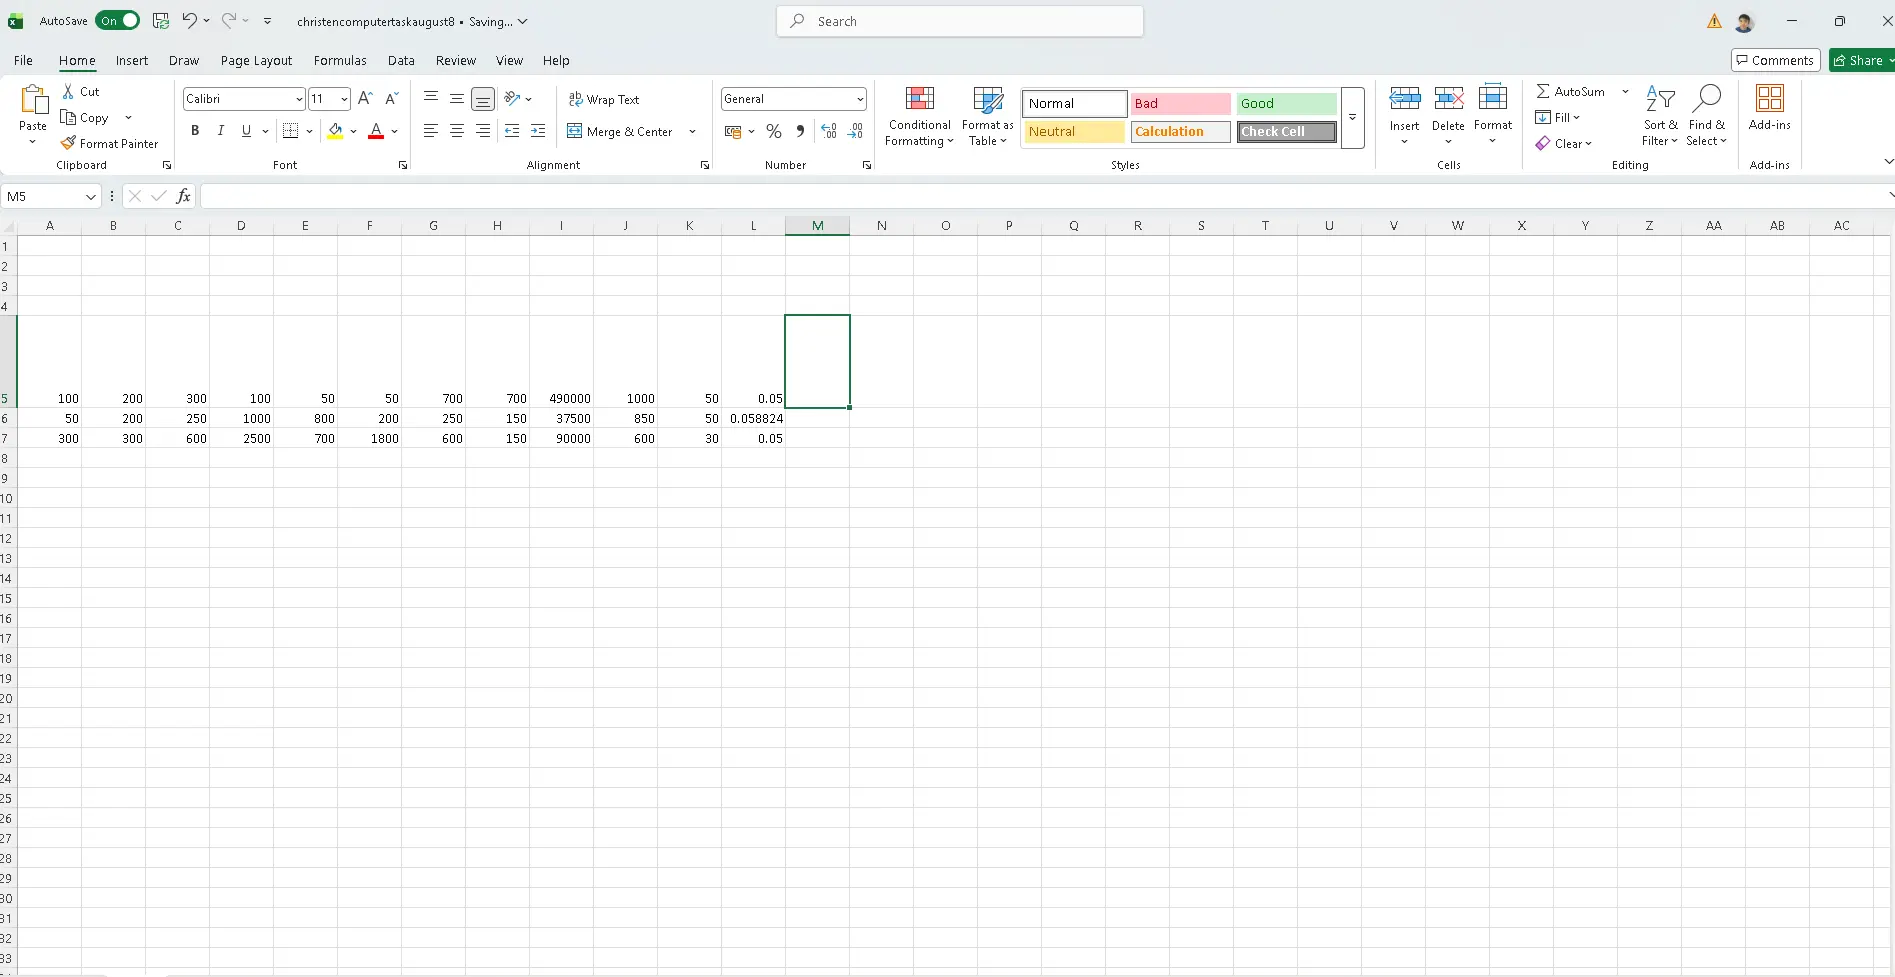 AutoSave On christencomputertaskaugust8 • Saving... Search
File Home Insert Draw Page Layout Formulas Data Review View Help Comments Share
Paste Cut Copy Format Painter Clipboard
Calibri 11 A A B I U A Font
ab Wrap Text Merge & Center Alignment
General % 9 .00 .00 Number
Conditional Formatting Format as Table Normal Bad Good Neutral Calculation Check Cell Styles
Insert Delete Format Cells
AutoSum Fill Clear Sort & Filter Find & Select Editing
Add-ins Add-ins
M5 fx
A B C D E F G H I J K L M N O P Q R S T U V W X Y Z AA AB AC
1
2
3
4
5 100 200 300 100 50 50 700 700 490000 1000 50 0.05
6 50 200 250 1000 800 200 250 150 37500 850 50 0.058824
7 300 300 600 2500 700 1800 600 150 90000 600 30 0.05
8
9
10
11
12
13
14
15
16
17
18
19
20
21
22
23
24
25
26
27
28
29
30
31
32
33